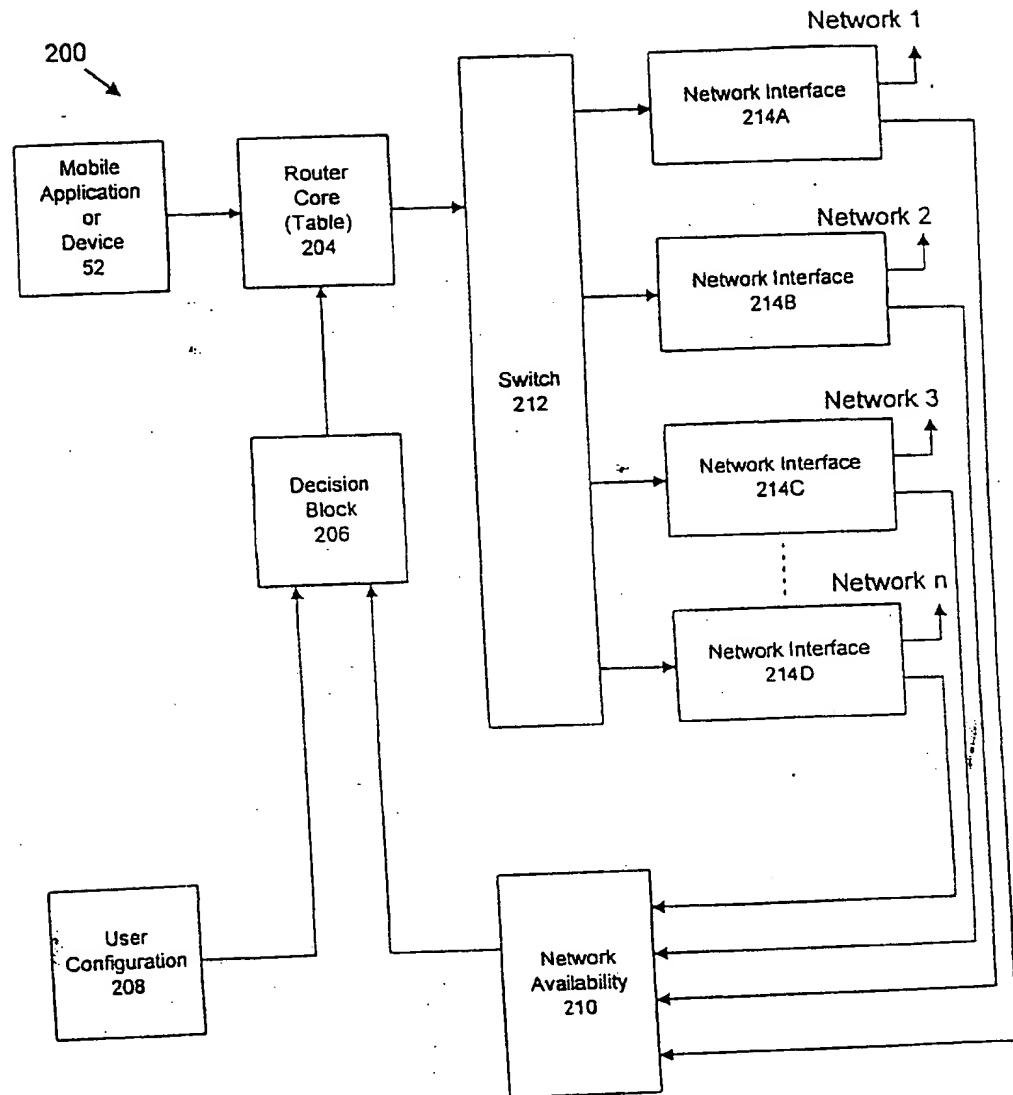 200
Mobile
Application
or
Device
52
Router
Core
(Table)
204
Switch
212
Network Interface
214A
Network 1
Network Interface
214B
Network 2
Network Interface
214C
Network 3
Network Interface
214D
Network n
Decision
Block
206
User
Configuration
208
Network
Availability
210